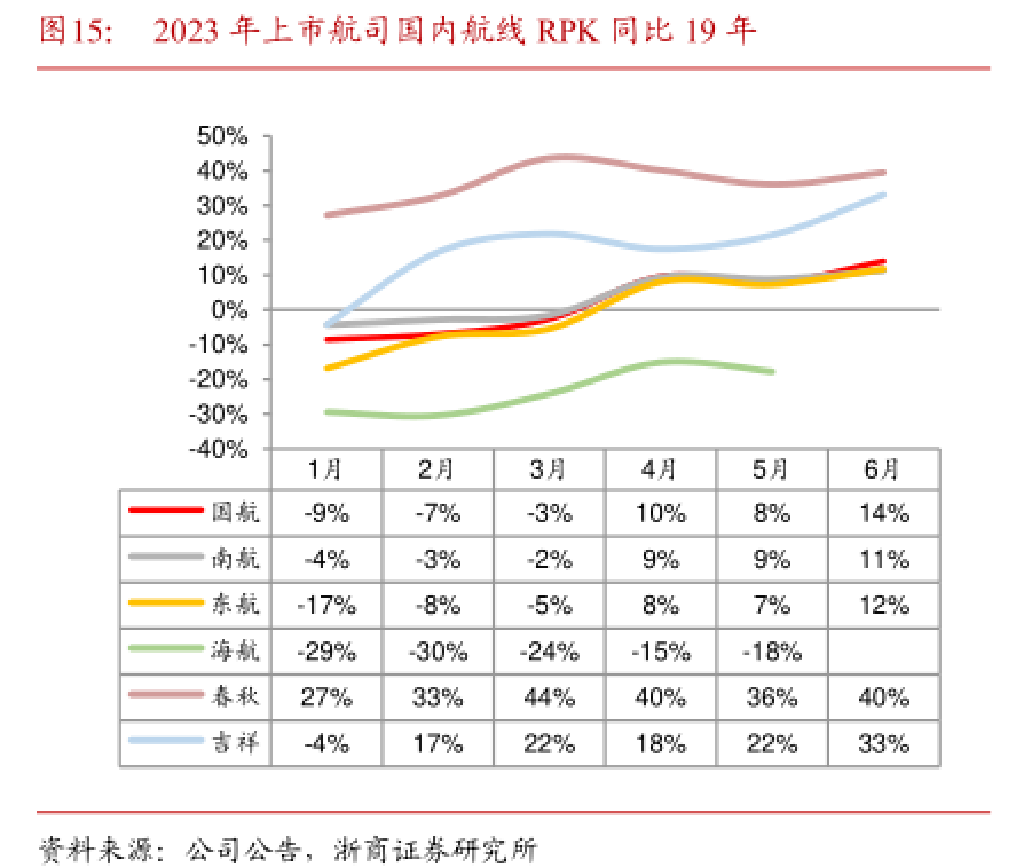 图15： 2023 年上市航司国内航线 RPK 同比 19 年
50%
40%
30%
20%
10%
0%
-10%
-20%
-30%
-40%
1月 2月 3月 4月 5月 6月
国航 -9% -7% -3% 10% 8% 14%
南航 -4% -3% -2% 9% 9% 11%
东航 -17% -8% -5% 8% 7% 12%
海航 -29% -30% -24% -15% -18%
春秋 27% 33% 44% 40% 36% 40%
吉祥 -4% 17% 22% 18% 22% 33%
资料来源：公司公告，浙商证券研究所